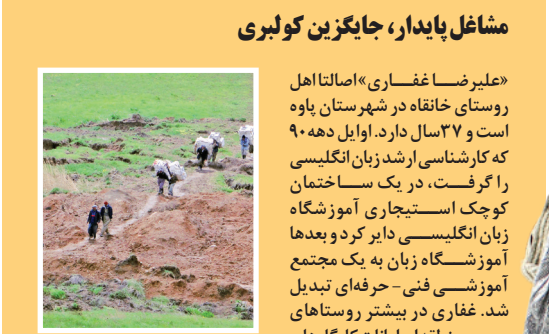 مشاغل پایدار، جایگزین کولبری
«علیرضا غفاری» اصالتا اهل
روستای خانقاه در شهرستان پاوه
است و ۳۷سال دارد. اوایل دهه ۹۰
که کارشناسی ارشد زبان انگلیسی
را گرفت، در یک ساختمان
کوچک استیجاری آموزشگاه
زبان انگلیسی دایر کرد و بعدها
آموزشگاه زبان به یک مجتمع
آموزشی فنی - حرفه‌ای تبدیل
شد. غفاری در بیشتر روستاهای